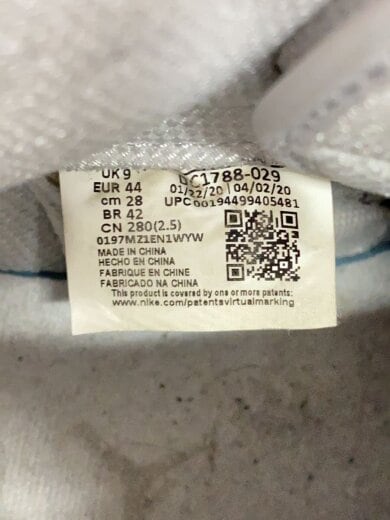 UK 9
EUR 44
cm 28
BR 42
CN 280(2.5)
0197MZ1EN1WYW
C1788-029
01/22/20 | 04/02/20
UPC 00194499405481
MADE IN CHINA
HECHO EN CHINA
FABRIQUE EN CHINE
FABRICADO NA CHINA
This product is covered by one or more patents:
www.nike.com/patentsvirtualmarking